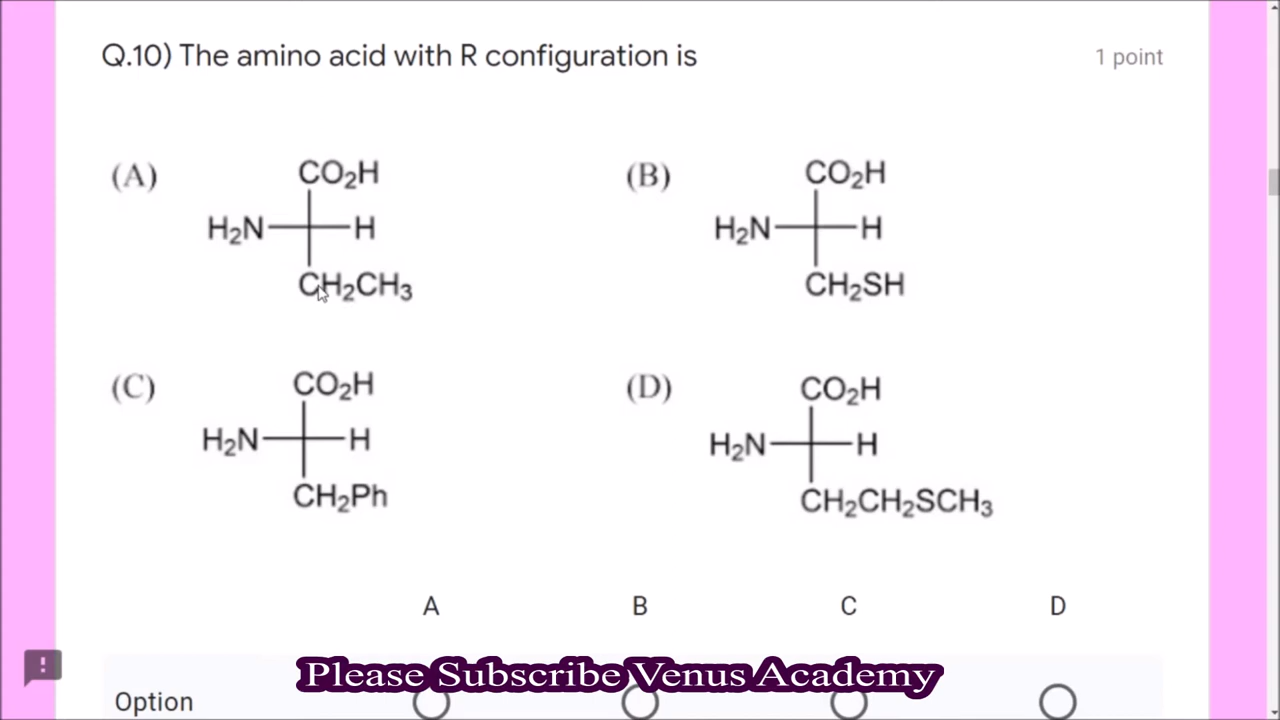 Q.10) The amino acid with R configuration is
1 point
(A)
CO₂H
H₂N
H
CH₂CH₃
(B)
CO₂H
H₂N
H
CH₂SH
(C)
CO₂H
H₂N
H
CH₂Ph
(D)
CO₂H
H₂N
H
CH₂CH₂SCH₃
A B C D
Please Subscribe Venus Academy
Option